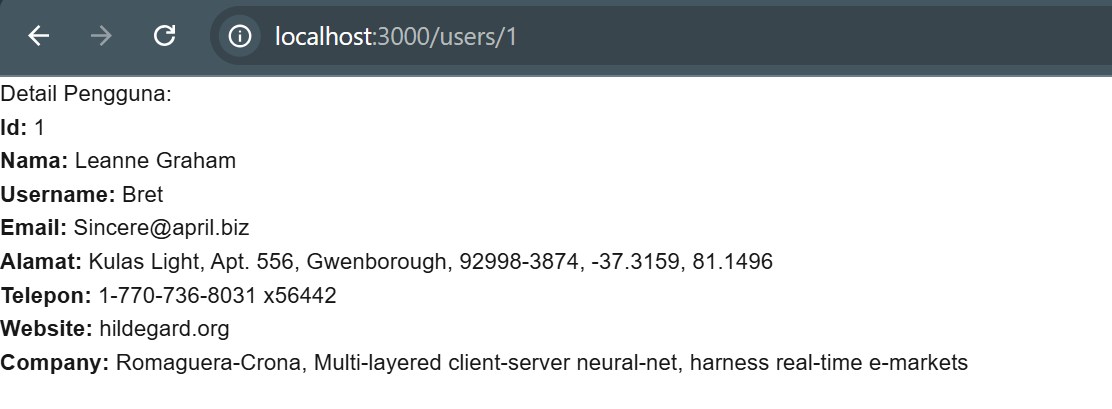 localhost:3000/users/1
Detail Pengguna:
Id: 1
Nama: Leanne Graham
Username: Bret
Email: Sincere@april.biz
Alamat: Kulas Light, Apt. 556, Gwenborough, 92998-3874, -37.3159, 81.1496
Telepon: 1-770-736-8031 x56442
Website: hildegard.org
Company: Romaguera-Crona, Multi-layered client-server neural-net, harness real-time e-markets